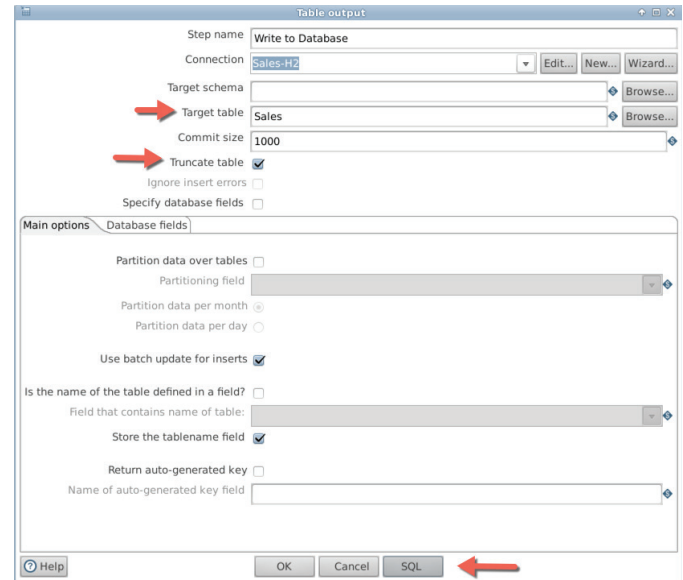 Table output
Step name Write to Database
Connection Sales-H2 Edit... New... Wizard...
Target schema Browse...
Target table Sales Browse...
Commit size 1000
Truncate table
Ignore insert errors
Specify database fields
Main options Database fields
Partition data over tables
Partitioning field
Partition data per month
Partition data per day
Use batch update for inserts
Is the name of the table defined in a field?
Field that contains name of table:
Store the tablename field
Return auto-generated key
Name of auto-generated key field
Help OK Cancel SQL